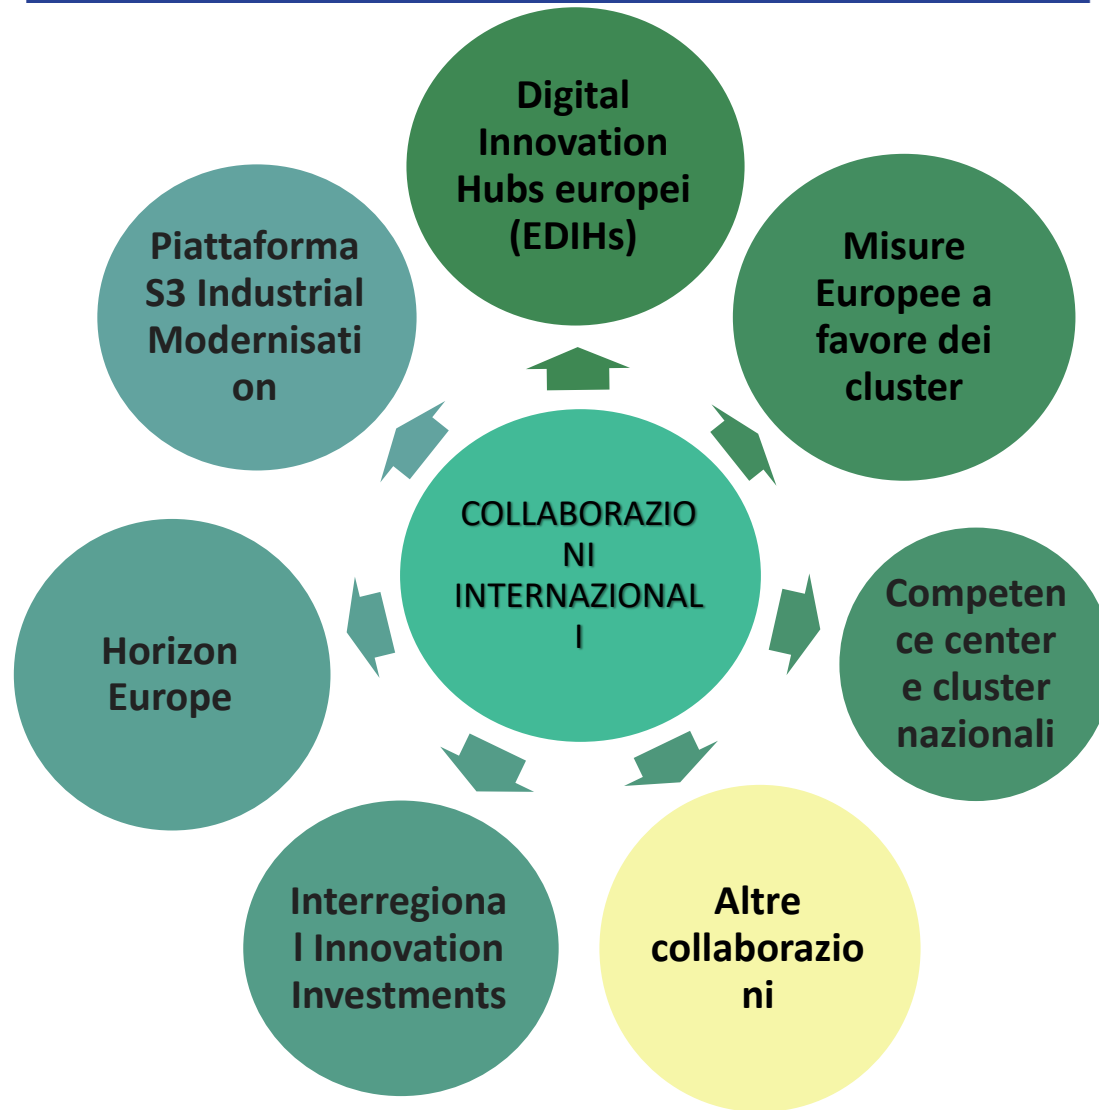 Digital
Innovation
Hubs europei
(EDIHs)
Misure
Europee a
favore dei
cluster
Competen
ce center
e cluster
nazionali
Altre
collaborazio
ni
Interregiona
l Innovation
Investments
Horizon
Europe
Piattaforma
S3 Industrial
Modernisati
on
COLLABORAZIO
NI
INTERNAZIONAL
I